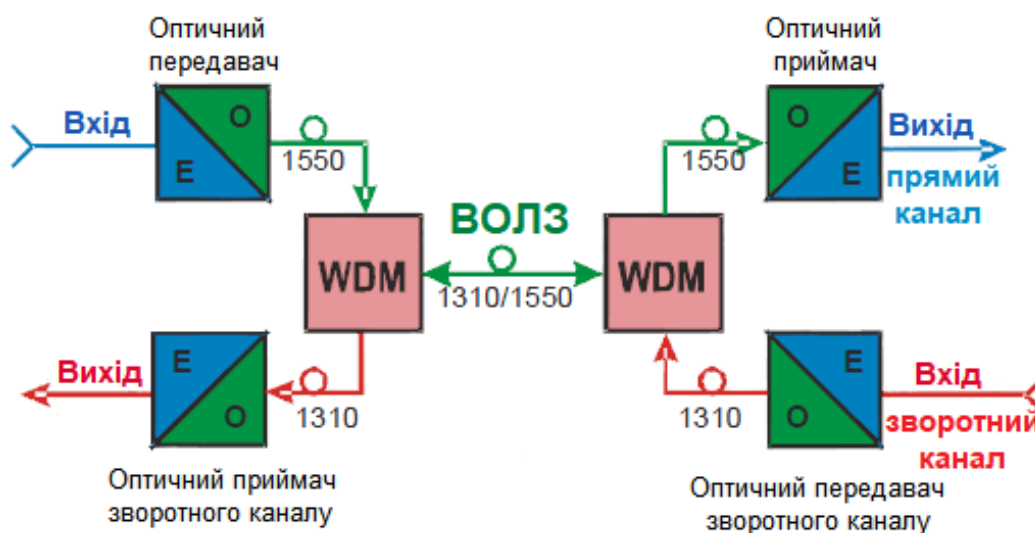 Оптичний
передавач
Оптичний
приймач
Вхід
O
E
1550
1550
O
E
Вихід
прямий
канал
ВОЛЗ
WDM
1310/1550
WDM
Вихід
E
O
1310
1310
E
O
Вхід
зворотний
канал
Оптичний приймач
зворотного каналу
Оптичний передавач
зворотного каналу